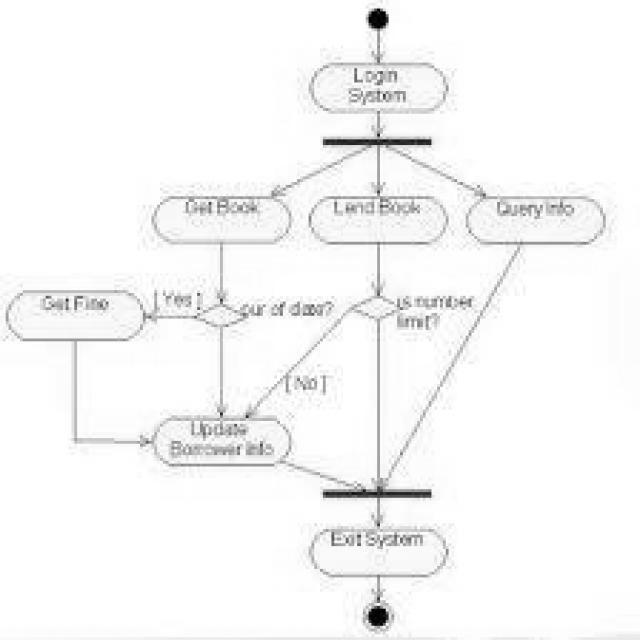 Login
System
Get Book
Lend Book
Query Info
Get Fine
[ Yes ]
our of date?
is number
limit?
[ No ]
Update
Borrower Info
Exit System